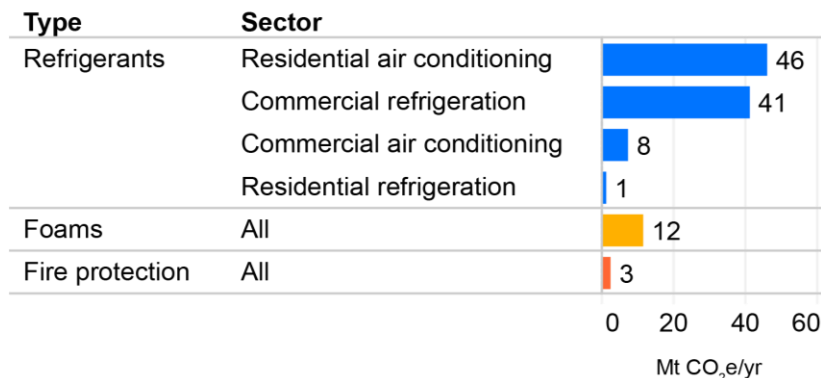 Type Sector
Refrigerants Residential air conditioning 46
Commercial refrigeration 41
Commercial air conditioning 8
Residential refrigeration 1
Foams All 12
Fire protection All 3
0 20 40 60
Mt CO₂e/yr